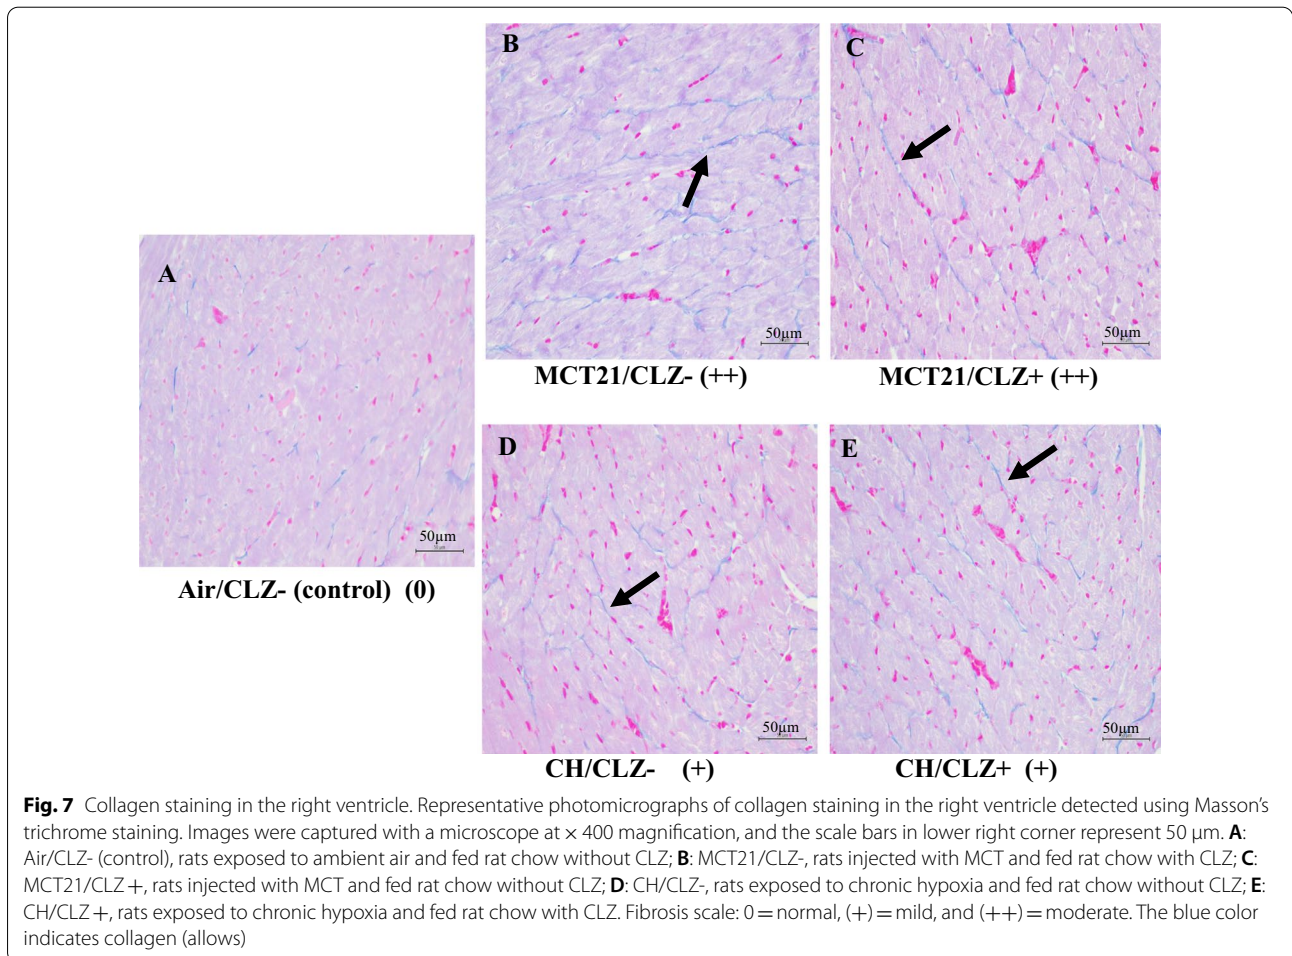 B
C
50µm
50µm
MCT21/CLZ- (++)
MCT21/CLZ+ (++)
A
50µm
Air/CLZ- (control) (0)
D
E
50µm
50µm
CH/CLZ- (+)
CH/CLZ+ (+)
Fig. 7 Collagen staining in the right ventricle. Representative photomicrographs of collagen staining in the right ventricle detected using Masson's
trichrome staining. Images were captured with a microscope at × 400 magnification, and the scale bars in lower right corner represent 50 µm. A:
Air/CLZ- (control), rats exposed to ambient air and fed rat chow without CLZ; B: MCT21/CLZ-, rats injected with MCT and fed rat chow with CLZ; C:
MCT21/CLZ +, rats injected with MCT and fed rat chow without CLZ; D: CH/CLZ-, rats exposed to chronic hypoxia and fed rat chow without CLZ; E:
CH/CLZ +, rats exposed to chronic hypoxia and fed rat chow with CLZ. Fibrosis scale: 0 = normal, (+) = mild, and (++) = moderate. The blue color
indicates collagen (allows)